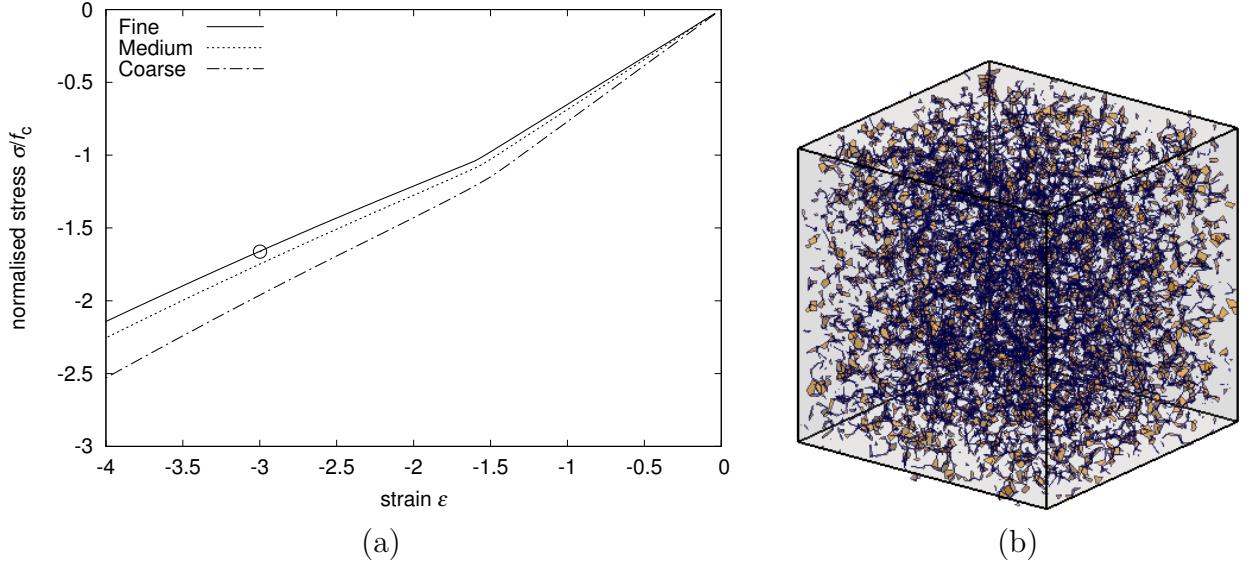 0
-0.5
-1
-1.5
-2
-2.5
-3
-4 -3.5 -3 -2.5 -2 -1.5 -1 -0.5 0
normalised stress σ/fc
strain ε
Fine
Medium
Coarse
(a)
(b)